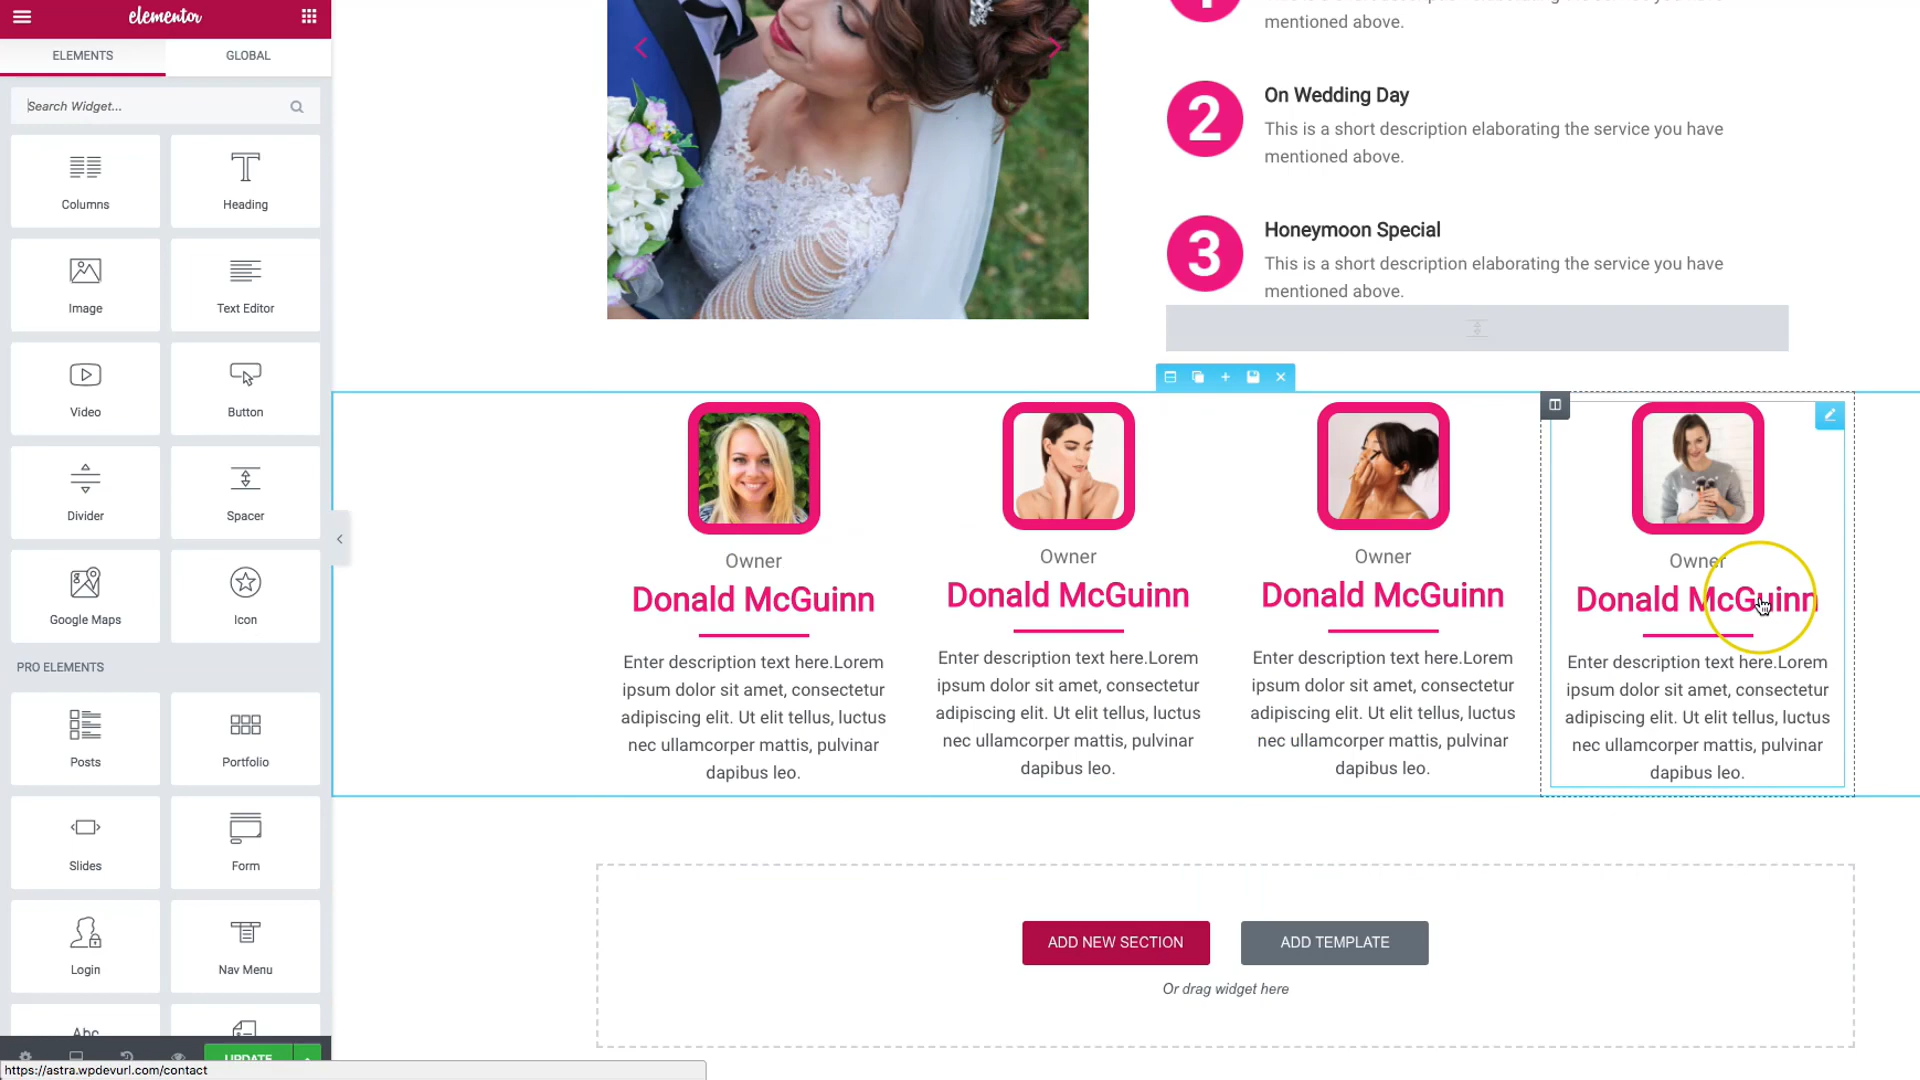 elementor
ELEMENTS
GLOBAL
Search Widget...
Columns
Heading
Image
Text Editor
Video
Button
Divider
Spacer
Google Maps
Icon
PRO ELEMENTS
Posts
Portfolio
Slides
Form
Login
Nav Menu
Abc
UPDATE
https://astra.wpdevurl.com/contact
mentioned above.
2
On Wedding Day
This is a short description elaborating the service you have
mentioned above.
3
Honeymoon Special
This is a short description elaborating the service you have
mentioned above.
Owner
Donald McGuinn
Enter description text here.Lorem
ipsum dolor sit amet, consectetur
adipiscing elit. Ut elit tellus, luctus
nec ullamcorper mattis, pulvinar
dapibus leo.
Owner
Donald McGuinn
Enter description text here.Lorem
ipsum dolor sit amet, consectetur
adipiscing elit. Ut elit tellus, luctus
nec ullamcorper mattis, pulvinar
dapibus leo.
Owner
Donald McGuinn
Enter description text here.Lorem
ipsum dolor sit amet, consectetur
adipiscing elit. Ut elit tellus, luctus
nec ullamcorper mattis, pulvinar
dapibus leo.
Owner
Donald McGuinn
Enter description text here.Lorem
ipsum dolor sit amet, consectetur
adipiscing elit. Ut elit tellus, luctus
nec ullamcorper mattis, pulvinar
dapibus leo.
ADD NEW SECTION
ADD TEMPLATE
Or drag widget here